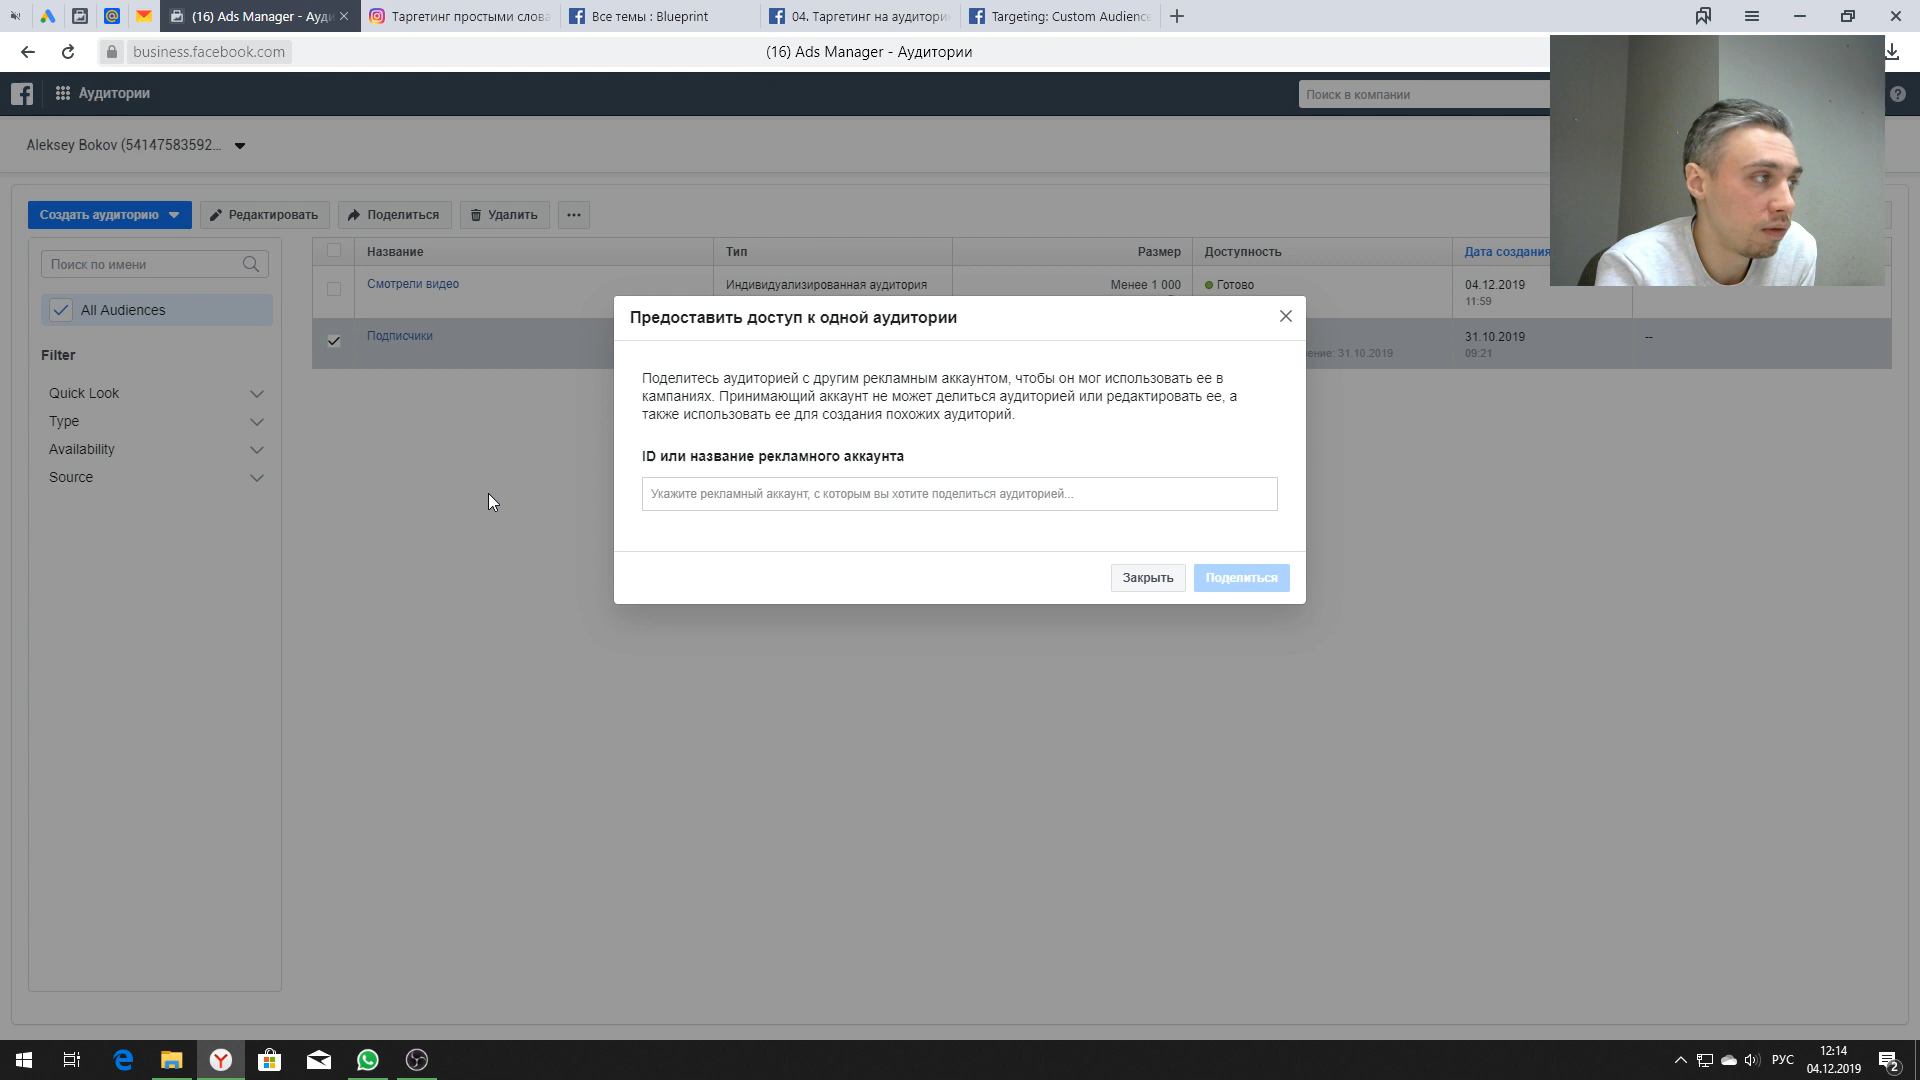 (16) Ads Manager - Ауди
Таргетинг простыми слова
Все темы : Blueprint
04. Таргетинг на аудитори
Targeting: Custom Audience
business.facebook.com
(16) Ads Manager - Аудитории
Аудитории
Поиск в компании
Aleksey Bokov (54147583592...
Создать аудиторию
Редактировать
Поделиться
Удалить
Поиск по имени
All Audiences
Filter
Quick Look
Type
Availability
Source
Название
Тип
Размер
Доступность
Дата создания
Смотрели видео
Индивидуализированная аудитория
Менее 1 000
Готово
04.12.2019
11:59
Подписчики
ение: 31.10.2019
31.10.2019
09:21
--
Предоставить доступ к одной аудитории
Поделитесь аудиторией с другим рекламным аккаунтом, чтобы он мог использовать ее в
кампаниях. Принимающий аккаунт не может делиться аудиторией или редактировать ее, а
также использовать ее для создания похожих аудиторий.
ID или название рекламного аккаунта
Укажите рекламный аккаунт, с которым вы хотите поделиться аудиторией...
Закрыть
Поделиться
РУС
12:14
04.12.2019
2